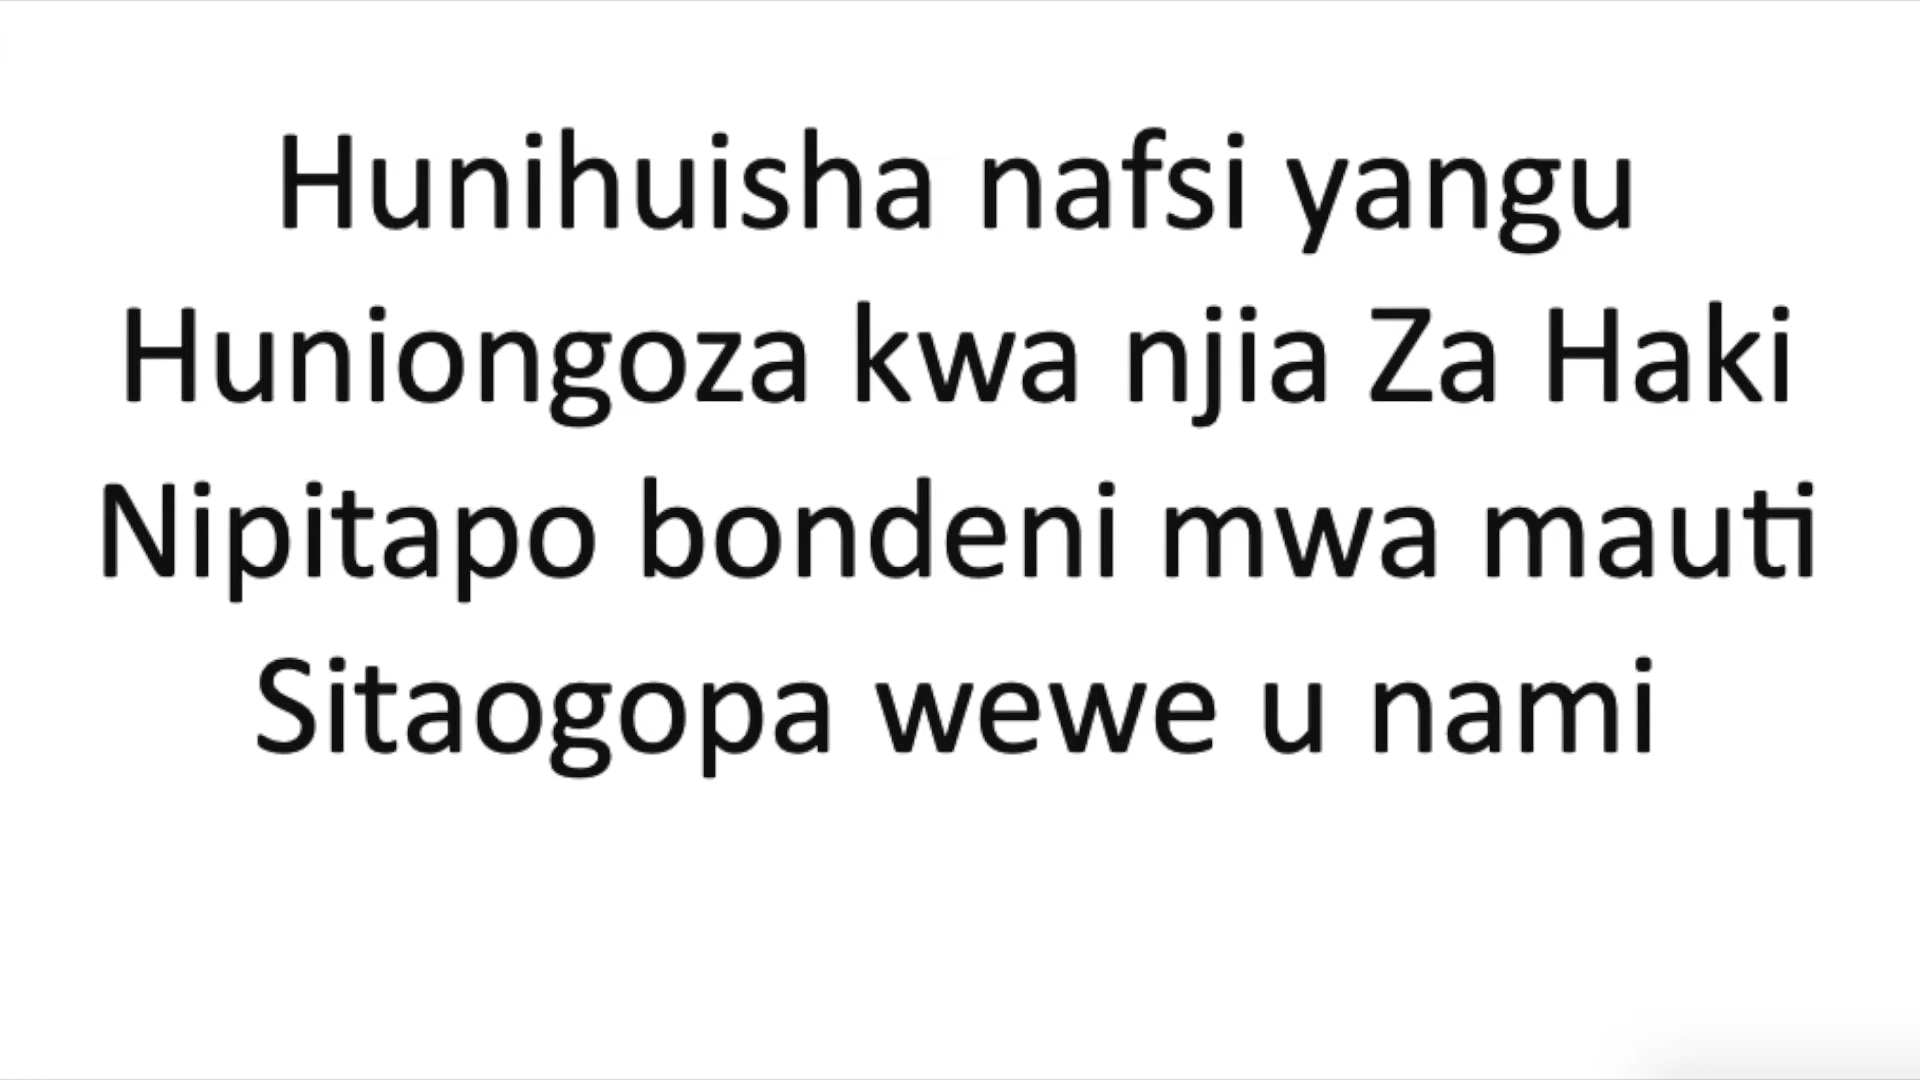 Hunihuisha nafsi yangu
Huniongoza kwa njia Za Haki
Nipitapo bondeni mwa mauti
Sitaogopa wewe u nami